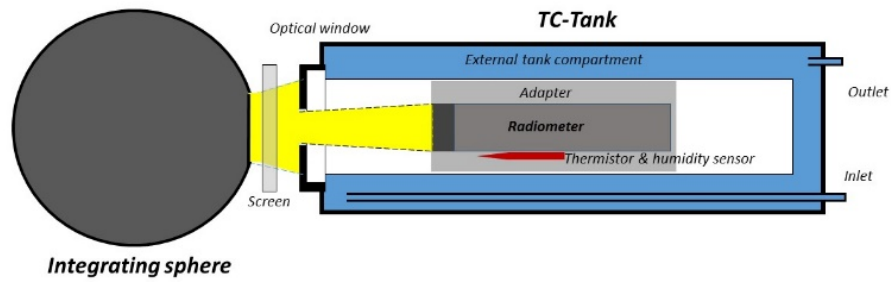 TC-Tank
Optical window
External tank compartment
Adapter
Outlet
Radiometer
Thermistor & humidity sensor
Inlet
Screen
Integrating sphere